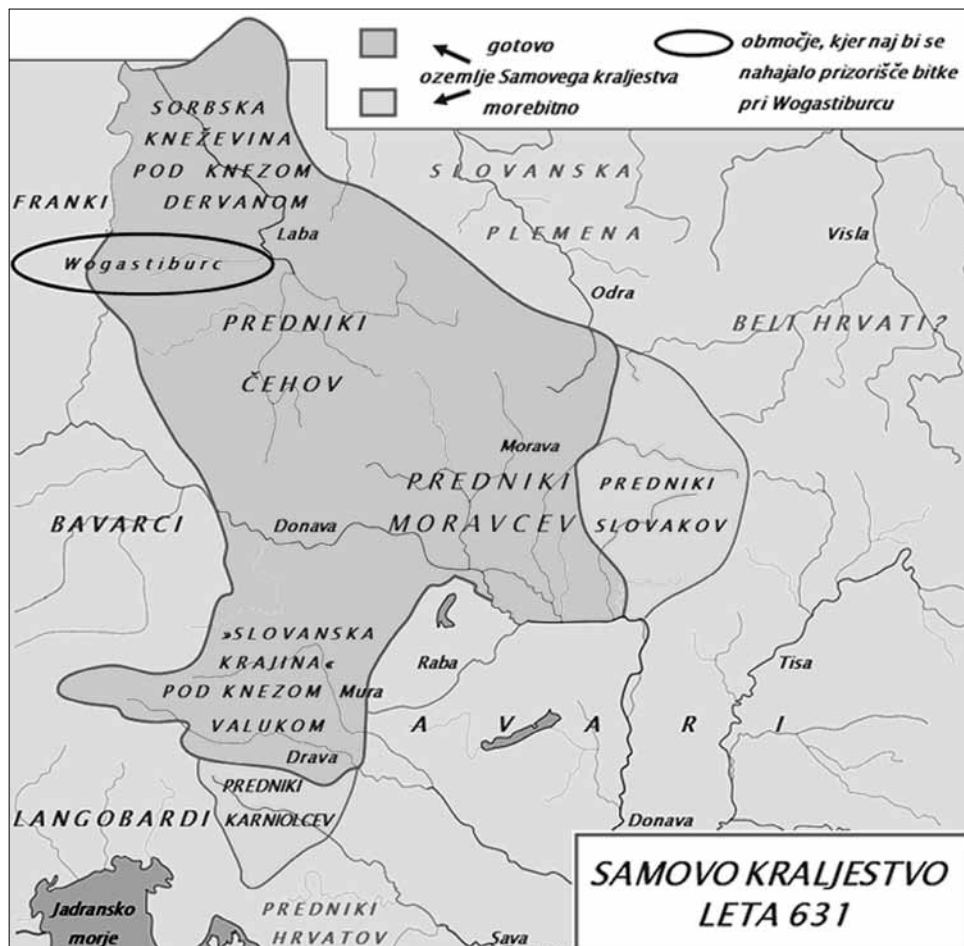 gotovo
ozemlje Samovega kraljestva
morebitno
območje, kjer naj bi se
nahajalo prizorišče bitke
pri Wogastiburcu
SORBSKA
KNEŽEVINA
POD KNEZOM
DERVANOM
FRANKI
Laba
Wogastiburc
SLOVANSKA
PLEMENA
Visla
Odra
BELI HRVATI?
PREDNIKI
ČEHOV
Morava
PREDNIKI
MORAVCEV
PREDNIKI
SLOVAKOV
BAVARCI
Donava
»SLOVANSKA
KRAJINA«
POD KNEZOM
VALUKOM
Mura
Raba
Tisa
AVARI
Drava
PREDNIKI
KARNIOLCEV
LANGOBARDI
Donava
Jadransko
morje
PREDNIKI
HRVATOV
Sava
SAMOVO KRALJESTVO
LETA 631